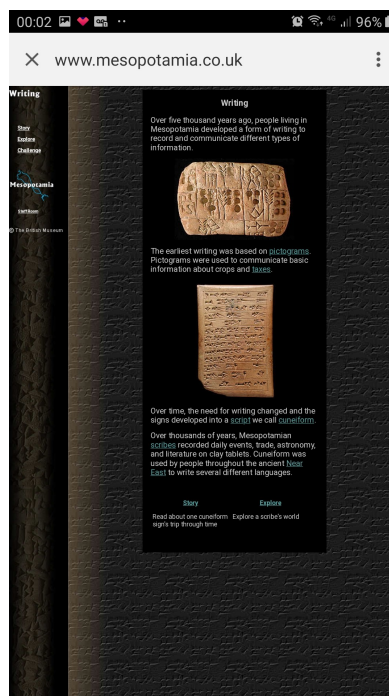 00:02
4G
96%
www.mesopotamia.co.uk
Writing
Story
Explore
Challenge
Mesopotamia
Staff Room
© The British Museum
Writing
Over five thousand years ago, people living in
Mesopotamia developed a form of writing to
record and communicate different types of
information.
The earliest writing was based on pictograms.
Pictograms were used to communicate basic
information about crops and taxes.
Over time, the need for writing changed and the
signs developed into a script we call cuneiform.
Over thousands of years, Mesopotamian
scribes recorded daily events, trade, astronomy,
and literature on clay tablets. Cuneiform was
used by people throughout the ancient Near
East to write several different languages.
Story
Read about one cuneiform
sign's trip through time
Explore
Explore a scribe's world